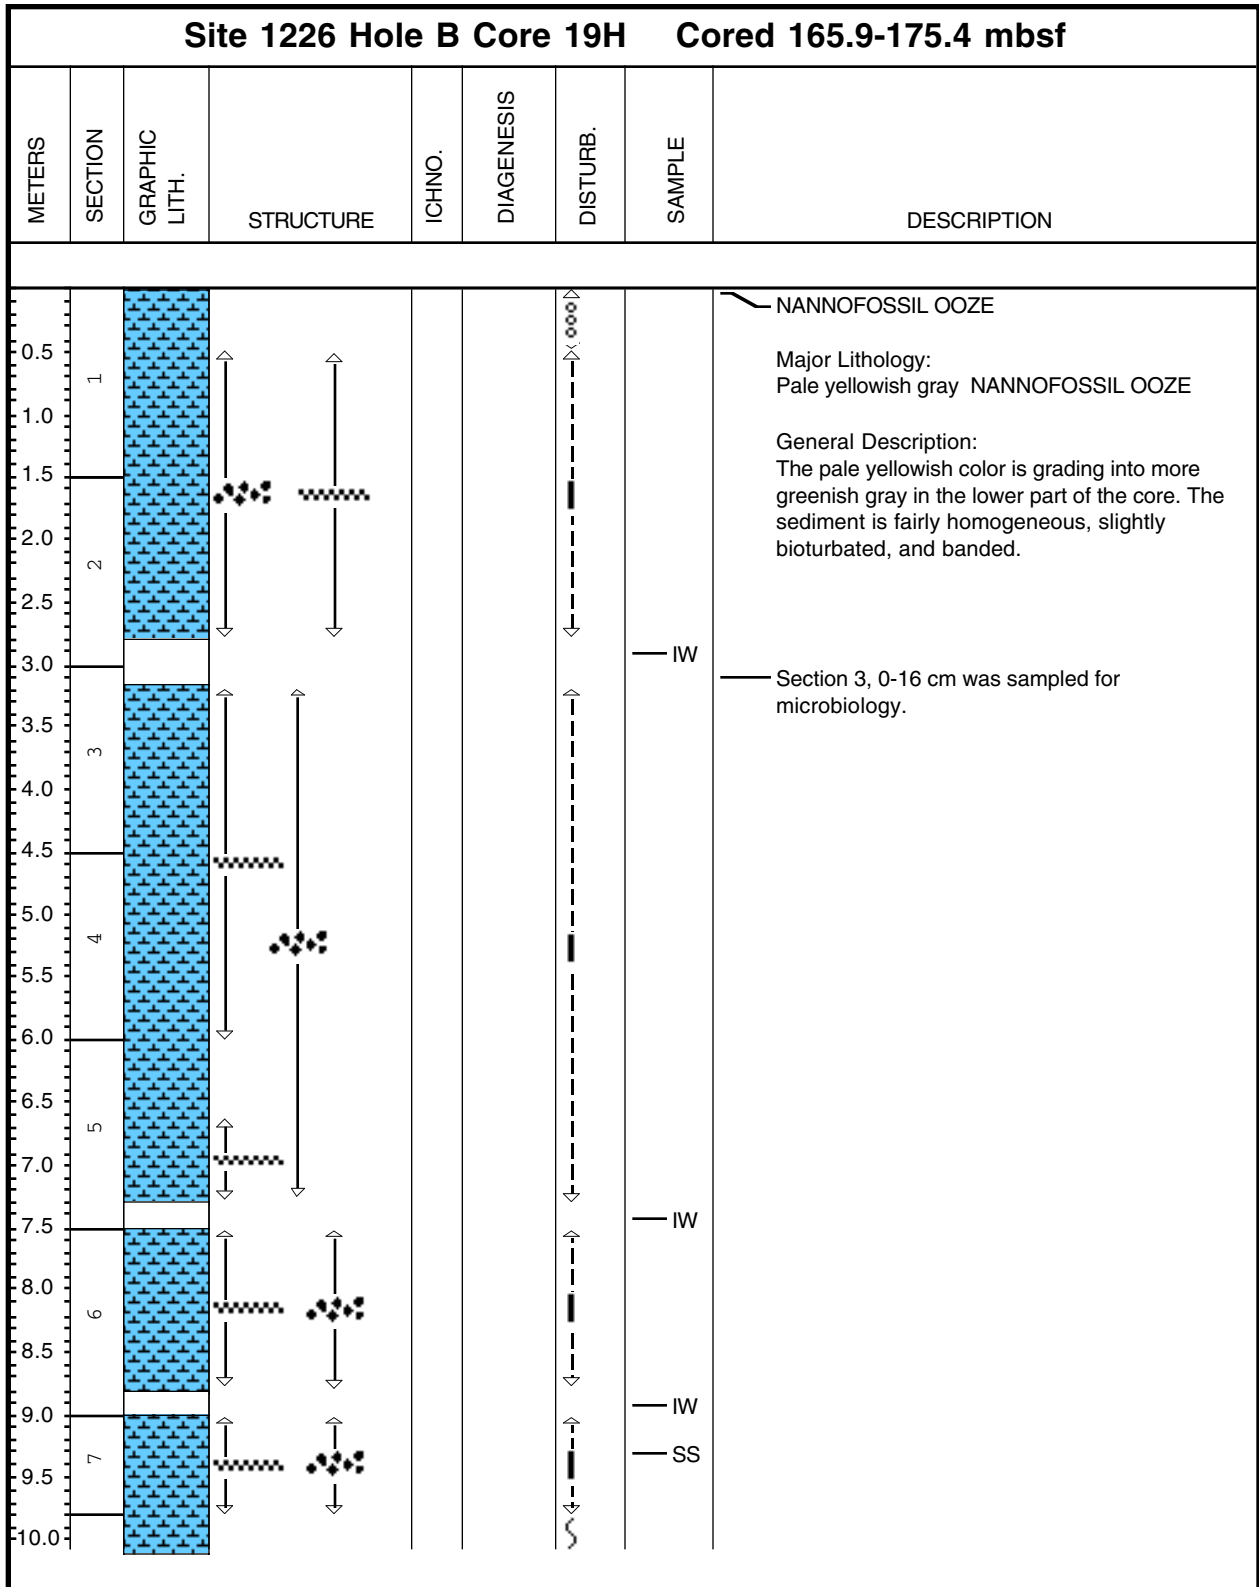 Site 1226 Hole B Core 19H Cored 165.9-175.4 mbsf
METERS
SECTION
GRAPHIC
LITH.
STRUCTURE
ICHNO.
DIAGENESIS
DISTURB.
SAMPLE
DESCRIPTION
NANNOFOSSIL OOZE
0.5
Major Lithology:
1
Pale yellowish gray NANNOFOSSIL OOZE
1.0
General Description:
1.5
The pale yellowish color is grading into more
greenish gray in the lower part of the core. The
2.0
sediment is fairly homogeneous, slightly
2
bioturbated, and banded.
2.5
IW
3.0
Section 3, 0-16 cm was sampled for
microbiology.
3.5
3
4.0
4.5
5.0
4
5.5
6.0
6.5
5
7.0
7.5
IW
8.0
6
8.5
9.0
IW
7
SS
9.5
10.0